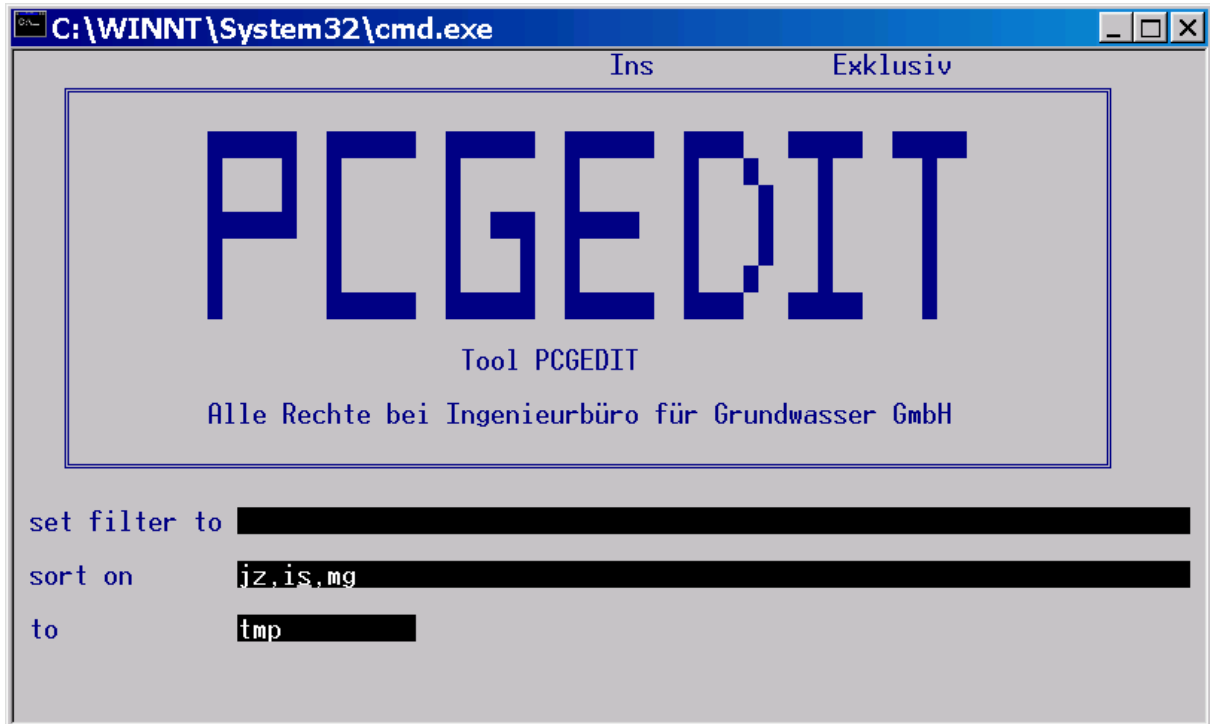 C:\WINNT\System32\cmd.exe
Ins Exklusiv
PCGEDIT
Tool PCGEDIT
Alle Rechte bei Ingenieurbüro für Grundwasser GmbH
set filter to
sort on jz,is,mg
to tmp